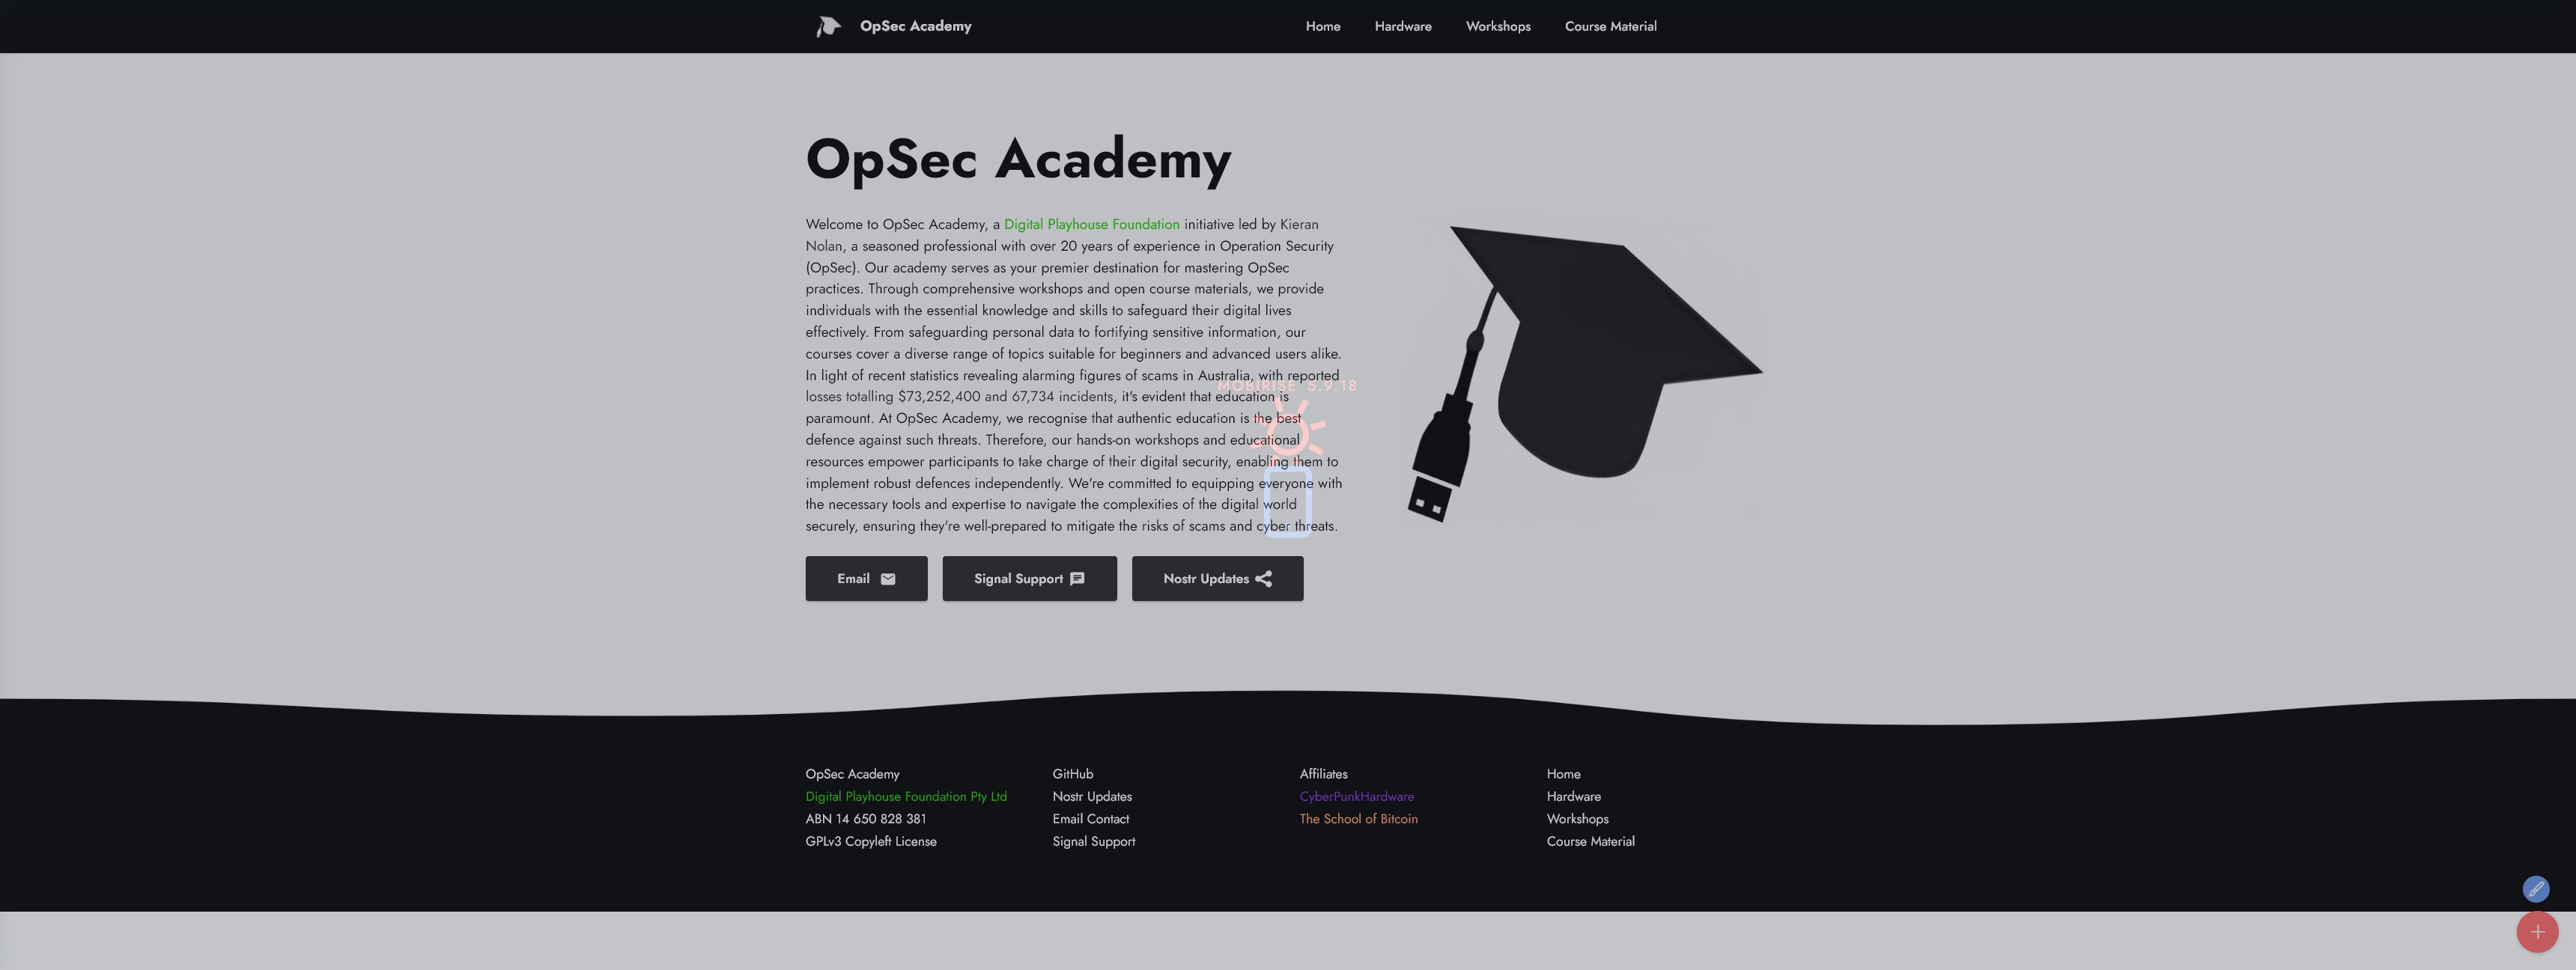 OpSec Academy
Home Hardware Workshops Course Material
OpSec Academy
Welcome to OpSec Academy, a Digital Playhouse Foundation initiative led by Kieran
Nolan, a seasoned professional with over 20 years of experience in Operation Security
(OpSec). Our academy serves as your premier destination for mastering OpSec
practices. Through comprehensive workshops and open course materials, we provide
individuals with the essential knowledge and skills to safeguard their digital lives
effectively. From safeguarding personal data to fortifying sensitive information, our
courses cover a diverse range of topics suitable for beginners and advanced users alike.
In light of recent statistics revealing alarming figures of scams in Australia, with reported
losses totalling $73,252,400 and 67,734 incidents, it's evident that education is
paramount. At OpSec Academy, we recognise that authentic education is the best
defence against such threats. Therefore, our hands-on workshops and educational
resources empower participants to take charge of their digital security, enabling them to
implement robust defences independently. We're committed to equipping everyone with
the necessary tools and expertise to navigate the complexities of the digital world
securely, ensuring they're well-prepared to mitigate the risks of scams and cyber threats.
MOBIRISE 5.9.18
Email
Signal Support
Nostr Updates
OpSec Academy
Digital Playhouse Foundation Pty Ltd
ABN 14 650 828 381
GPLv3 Copyleft License
GitHub
Nostr Updates
Email Contact
Signal Support
Affiliates
CyberPunkHardware
The School of Bitcoin
Home
Hardware
Workshops
Course Material